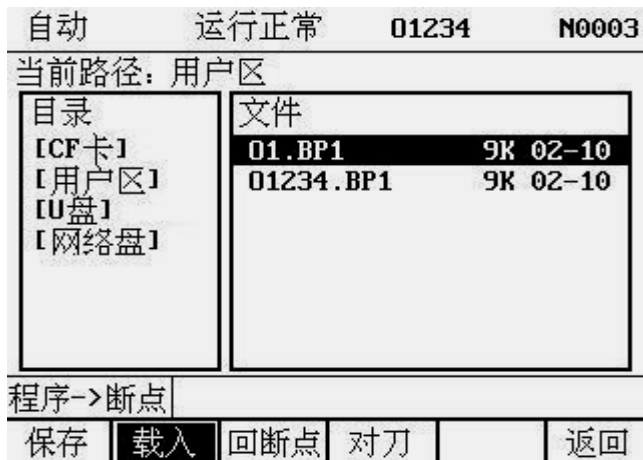 自动 运行正常 O1234 N0003
当前路径：用户区
目录 文件
[CF卡] O1.BP1 9K 02-10
[用户区] O1234.BP1 9K 02-10
[U盘]
[网络盘]
程序->断点
保存 载入 回断点 对刀 返回